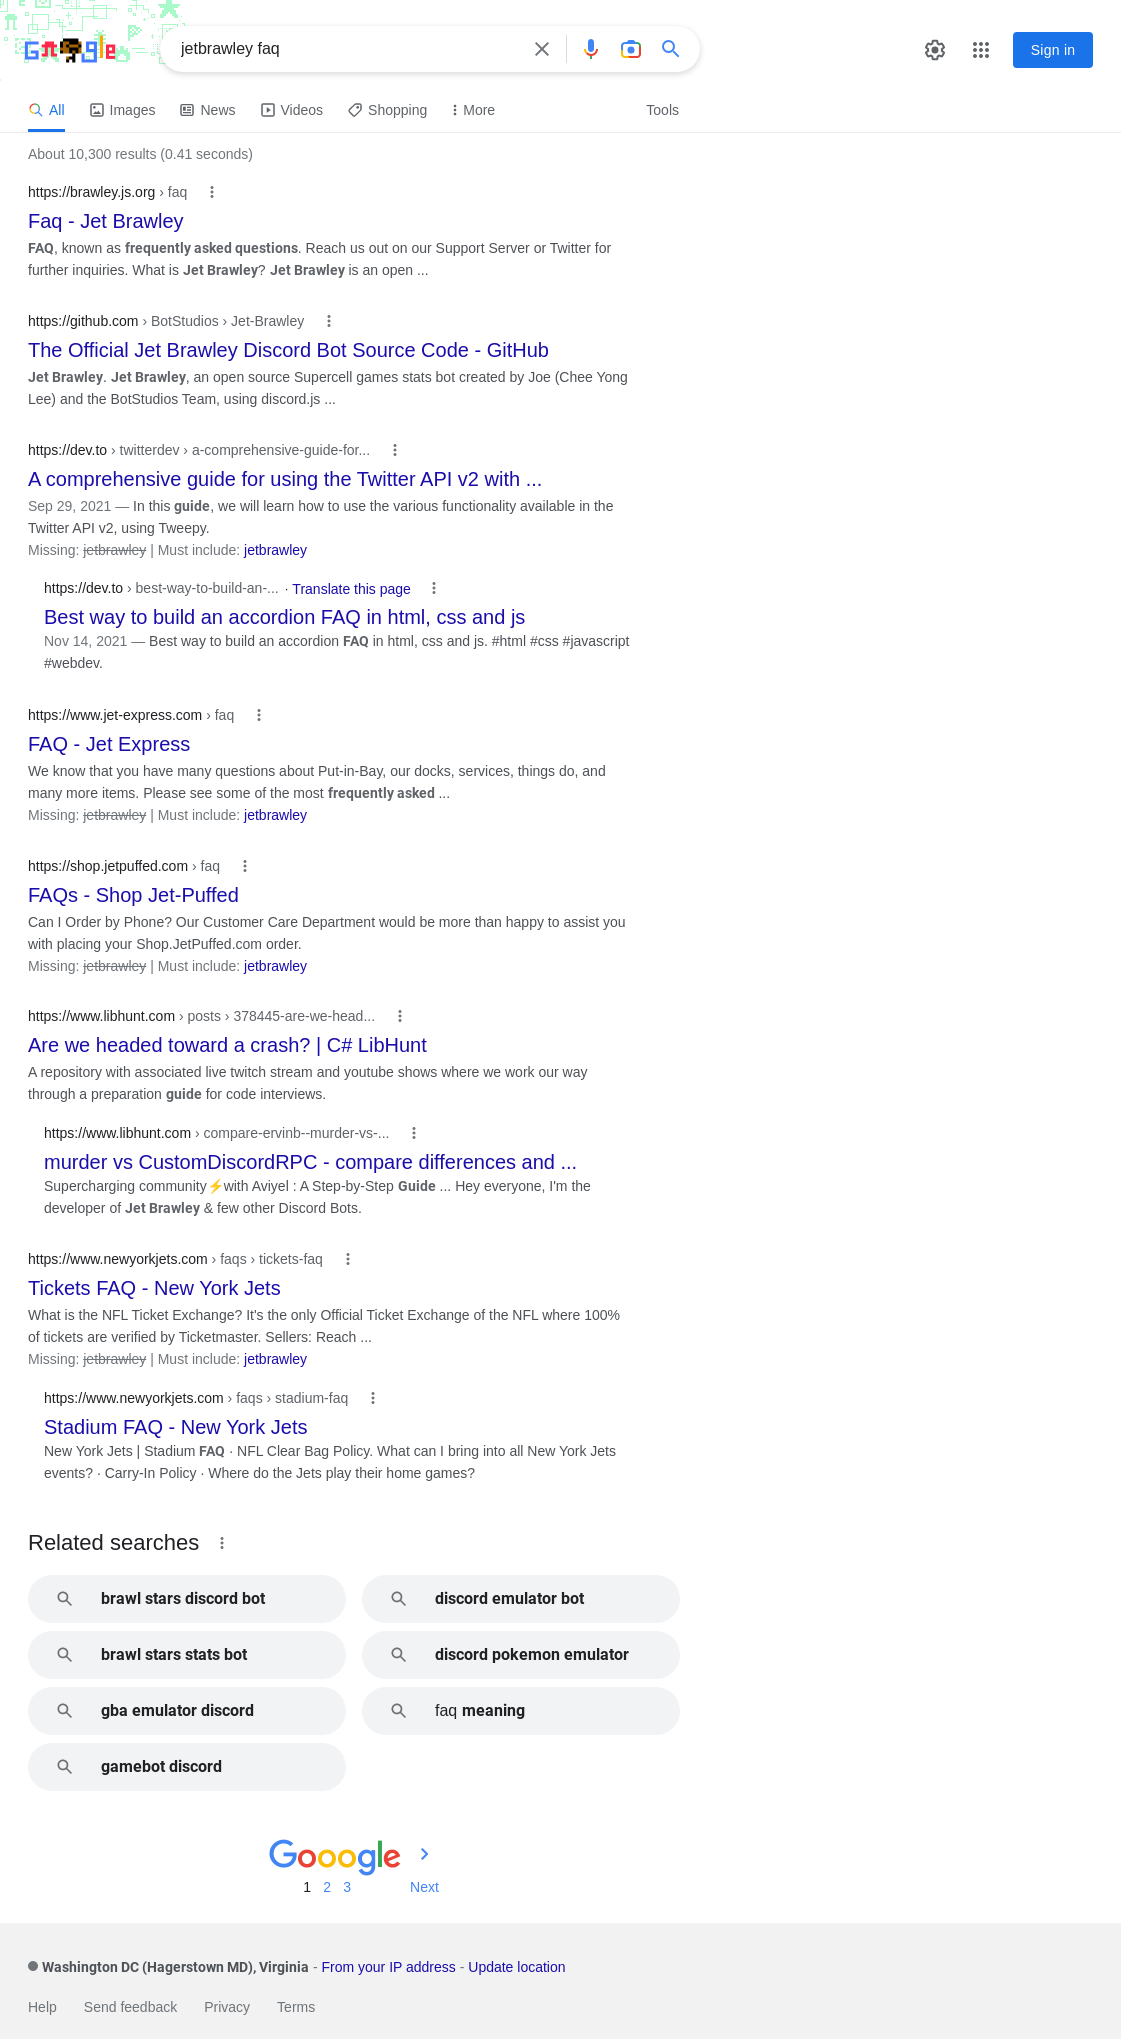 jetbrawley faq
Sign in
All Images News Videos Shopping More Tools
About 10,300 results (0.41 seconds)
https://brawley.js.org › faq
Faq - Jet Brawley
FAQ, known as frequently asked questions. Reach us out on our Support Server or Twitter for
further inquiries. What is Jet Brawley? Jet Brawley is an open ...
https://github.com › BotStudios › Jet-Brawley
The Official Jet Brawley Discord Bot Source Code - GitHub
Jet Brawley. Jet Brawley, an open source Supercell games stats bot created by Joe (Chee Yong
Lee) and the BotStudios Team, using discord.js ...
https://dev.to › twitterdev › a-comprehensive-guide-for...
A comprehensive guide for using the Twitter API v2 with ...
Sep 29, 2021 — In this guide, we will learn how to use the various functionality available in the
Twitter API v2, using Tweepy.
Missing: jetbrawley | Must include: jetbrawley
https://dev.to › best-way-to-build-an-... · Translate this page
Best way to build an accordion FAQ in html, css and js
Nov 14, 2021 — Best way to build an accordion FAQ in html, css and js. #html #css #javascript
#webdev.
https://www.jet-express.com › faq
FAQ - Jet Express
We know that you have many questions about Put-in-Bay, our docks, services, things do, and
many more items. Please see some of the most frequently asked ...
Missing: jetbrawley | Must include: jetbrawley
https://shop.jetpuffed.com › faq
FAQs - Shop Jet-Puffed
Can I Order by Phone? Our Customer Care Department would be more than happy to assist you
with placing your Shop.JetPuffed.com order.
Missing: jetbrawley | Must include: jetbrawley
https://www.libhunt.com › posts › 378445-are-we-head...
Are we headed toward a crash? | C# LibHunt
A repository with associated live twitch stream and youtube shows where we work our way
through a preparation guide for code interviews.
https://www.libhunt.com › compare-ervinb--murder-vs-...
murder vs CustomDiscordRPC - compare differences and ...
Supercharging community⚡with Aviyel : A Step-by-Step Guide ... Hey everyone, I'm the
developer of Jet Brawley & few other Discord Bots.
https://www.newyorkjets.com › faqs › tickets-faq
Tickets FAQ - New York Jets
What is the NFL Ticket Exchange? It's the only Official Ticket Exchange of the NFL where 100%
of tickets are verified by Ticketmaster. Sellers: Reach ...
Missing: jetbrawley | Must include: jetbrawley
https://www.newyorkjets.com › faqs › stadium-faq
Stadium FAQ - New York Jets
New York Jets | Stadium FAQ · NFL Clear Bag Policy. What can I bring into all New York Jets
events? · Carry-In Policy · Where do the Jets play their home games?
Related searches
brawl stars discord bot
discord emulator bot
brawl stars stats bot
discord pokemon emulator
gba emulator discord
faq meaning
gamebot discord
Gooogle
1 2 3 Next
Washington DC (Hagerstown MD), Virginia - From your IP address - Update location
Help Send feedback Privacy Terms